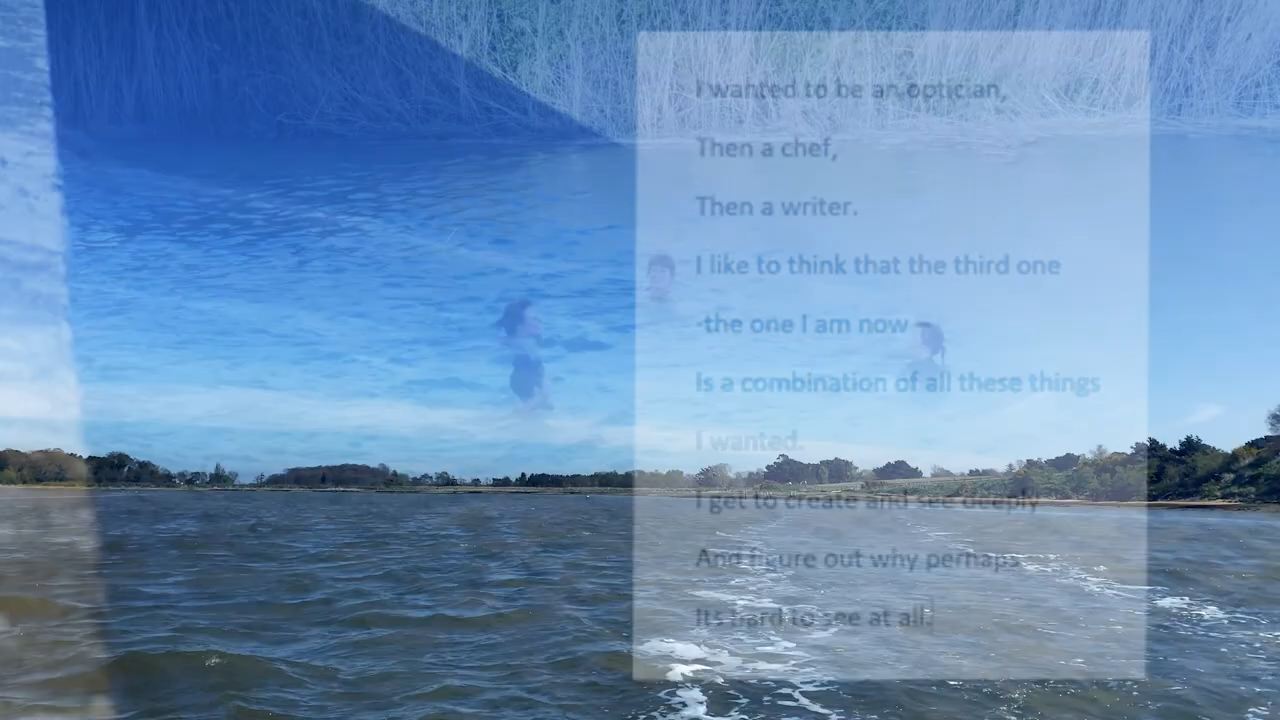 I wanted to be an optician,
Then a chef,
Then a writer.
I like to think that the third one
-the one I am now
Is a combination of all these things
I wanted.
I get to create and see deeply
And figure out why perhaps
Its hard to see at all.